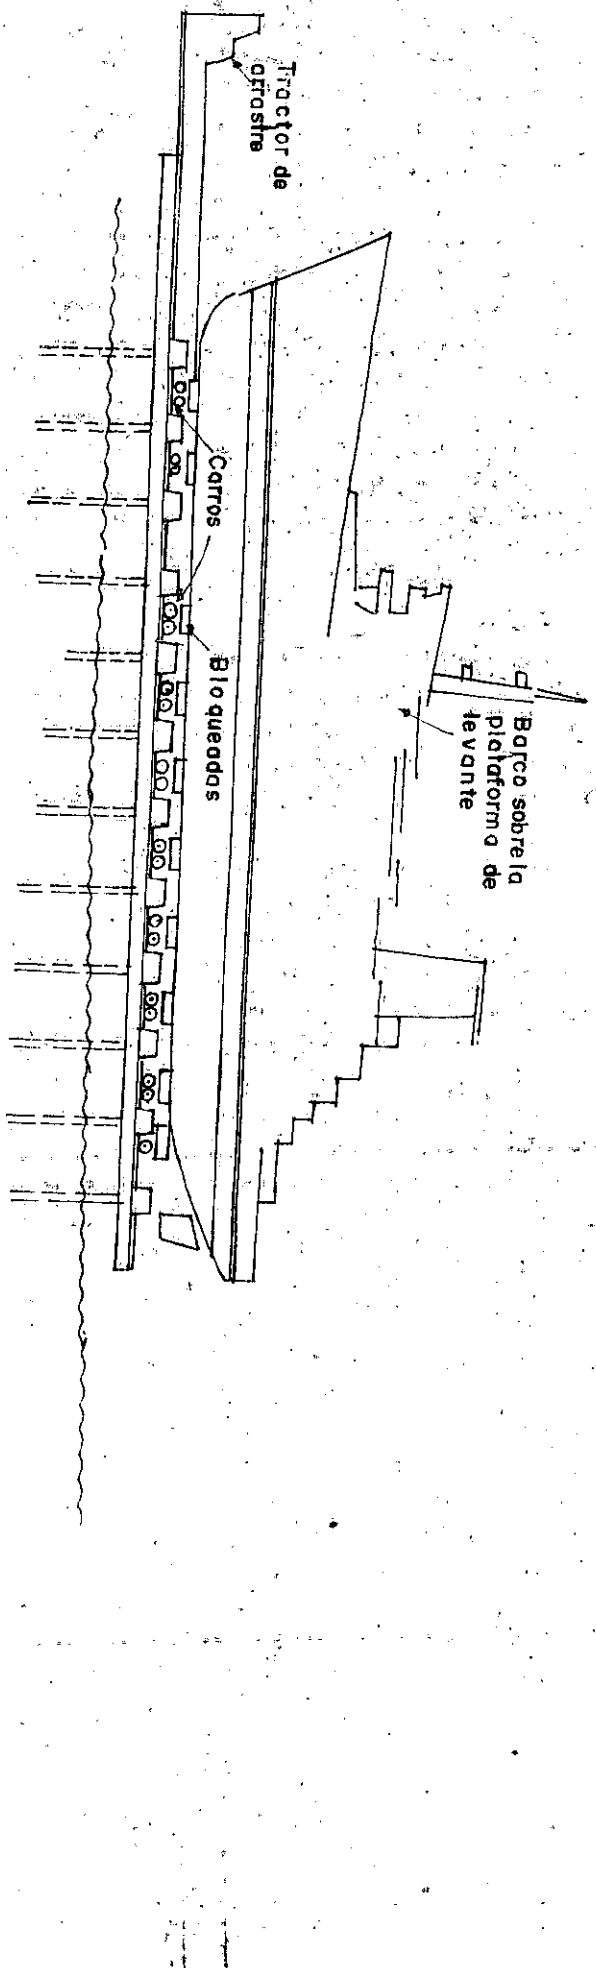 Tractor de
arrastre
Carros
Bloqueadas
Barco sobre la
plataforma de
levante